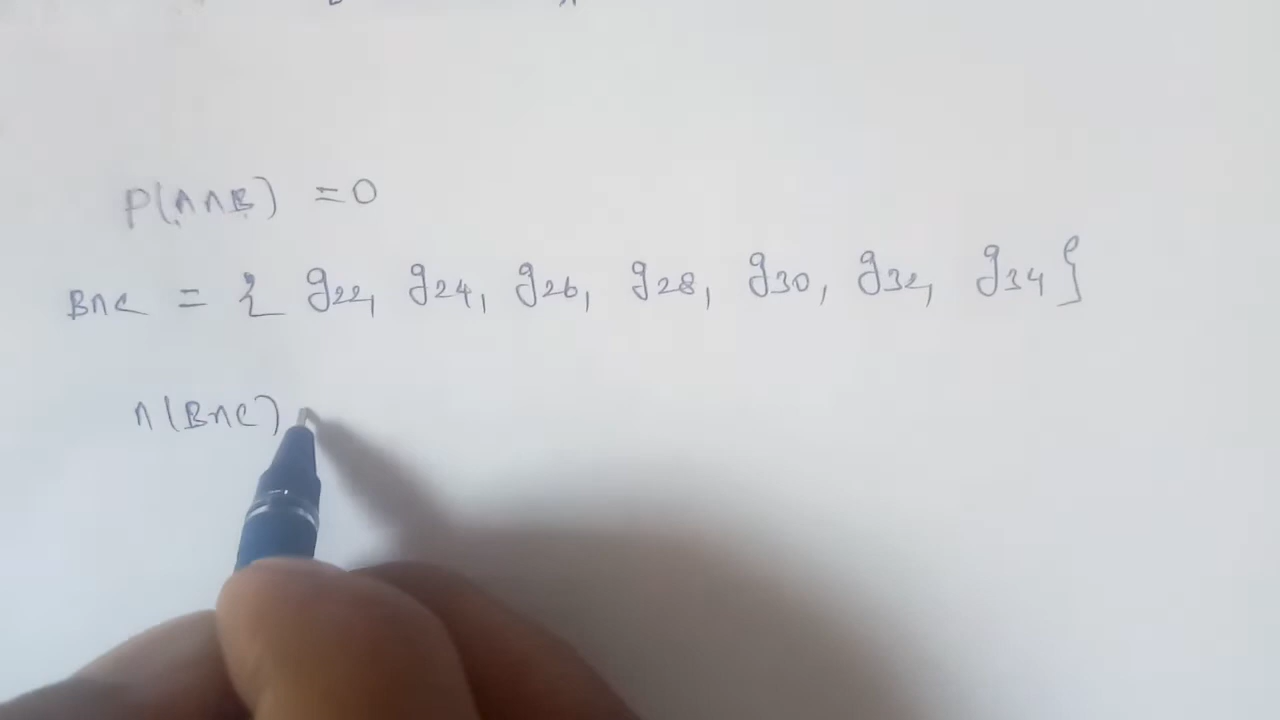 P(A∩B) = 0
B∩C = { g22, g24, g26, g28, g30, g32, g34 }
n(B∩C)